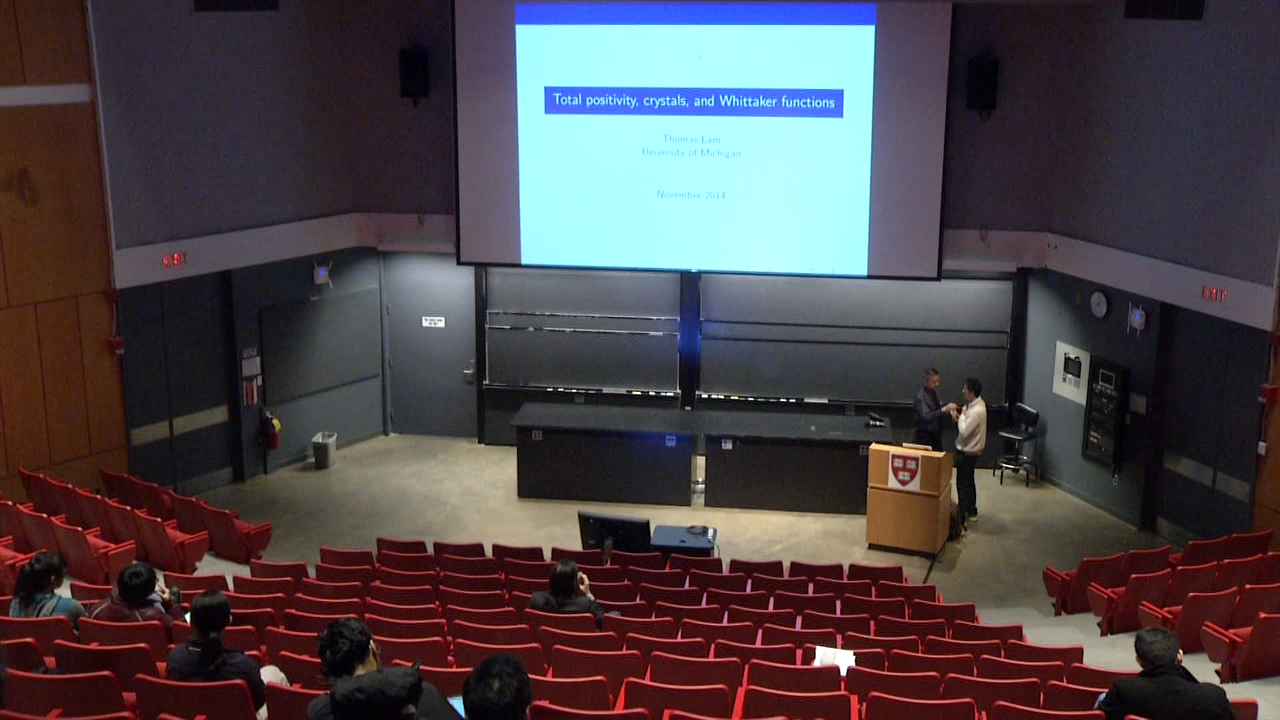 Total positivity, crystals, and Whittaker functions
Thomas Lam
University of Michigan
November 2014
EXIT
EXIT